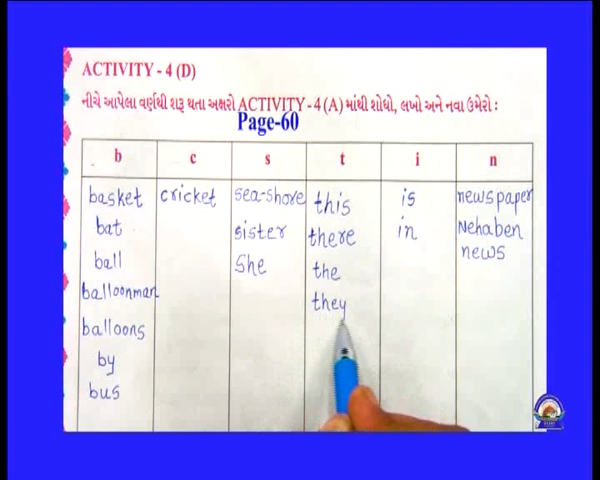 ACTIVITY - 4 (D)
નીચે આપેલા વર્ણથી શરૂ થતા અક્ષરો ACTIVITY - 4 (A) માંથી શોધો, લખો અને નવા ઉમેરો :
Page-60
b c s t i n
basket cricket sea-shore this is newspaper
bat sister there in Nehaben
ball She the news
balloonman they
balloons
by
bus